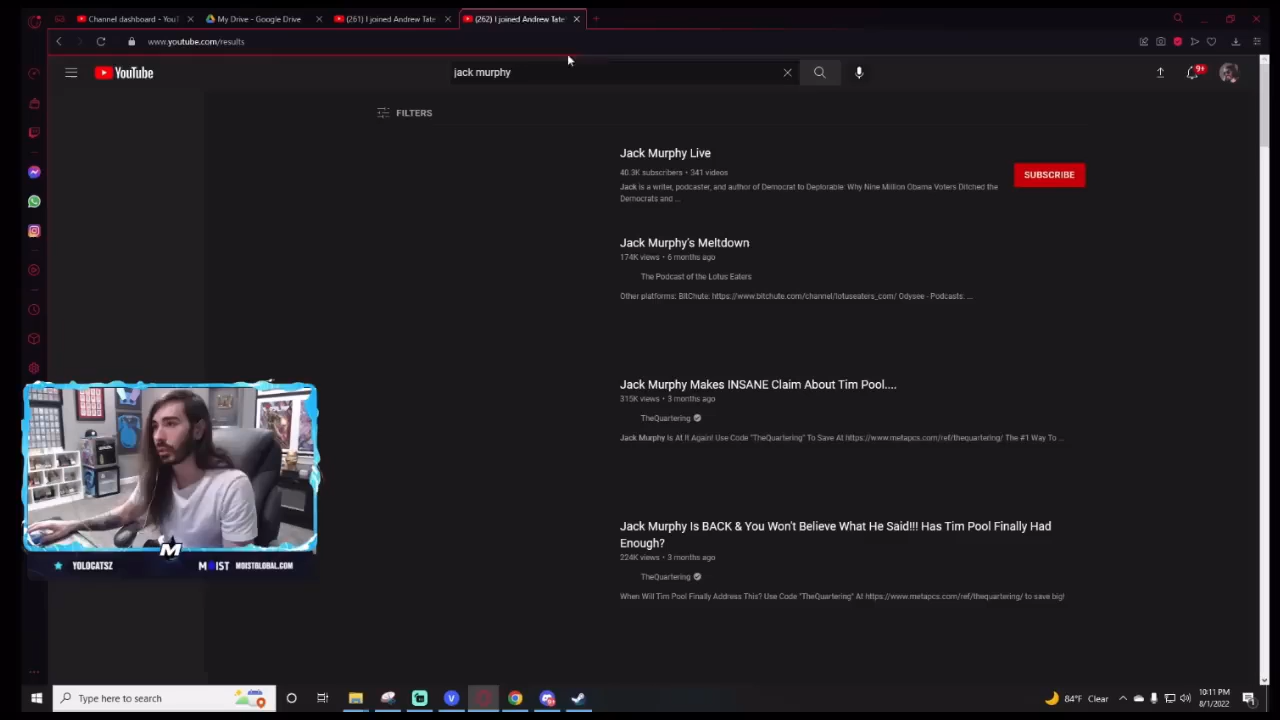 Channel dashboard - YouT
My Drive - Google Drive
(261) I joined Andrew Tate
(262) I joined Andrew Tate
www.youtube.com/results
YouTube
jack murphy
9+
FILTERS
Jack Murphy Live
40.3K subscribers • 341 videos
Jack is a writer, podcaster, and author of Democrat to Deplorable: Why Nine Million Obama Voters Ditched the
Democrats and ...
SUBSCRIBE
Jack Murphy's Meltdown
174K views • 6 months ago
The Podcast of the Lotus Eaters
Other platforms: BitChute: https://www.bitchute.com/channel/lotuseaters_com/ Odysee - Podcasts: ...
Jack Murphy Makes INSANE Claim About Tim Pool....
315K views • 3 months ago
TheQuartering
Jack Murphy Is At It Again! Use Code "TheQuartering" To Save At https://www.metapcs.com/ref/thequartering/ The #1 Way To ...
Jack Murphy Is BACK & You Won't Believe What He Said!!! Has Tim Pool Finally Had
Enough?
224K views • 3 months ago
TheQuartering
When Will Tim Pool Finally Address This? Use Code "TheQuartering" At https://www.metapcs.com/ref/thequartering/ to save big!
M
YOLOCATSZ
MOIST
MOISTGLOBAL.COM
Type here to search
84°F Clear
10:11 PM
8/1/2022
1